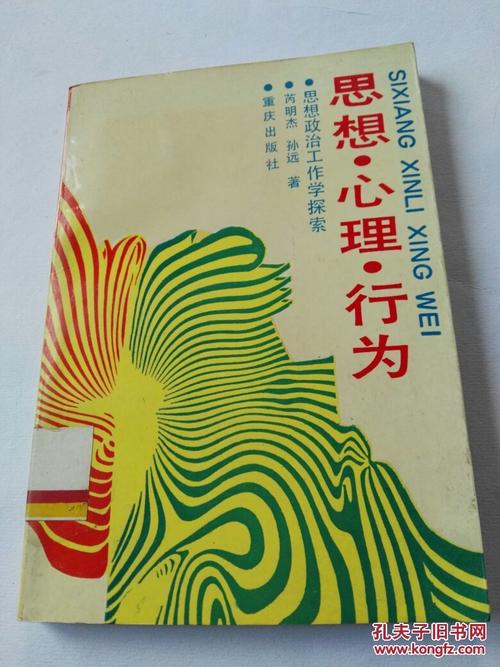 SIXIANG XINLI XING WEI
思想·心理·行为
●思想政治工作学探索
●芮明杰 孙远 著
●重庆出版社
孔夫子旧书网
www.kongfz.com